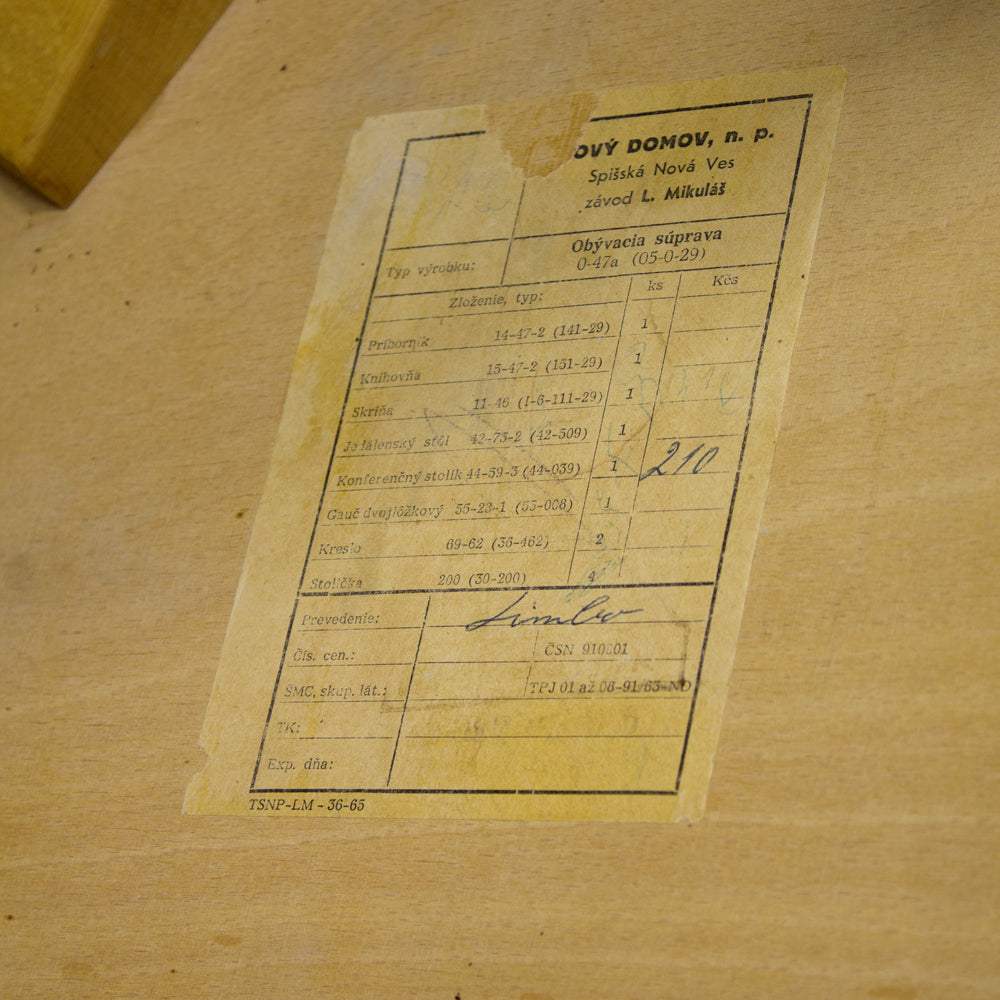 OVÝ DOMOV, n. p.
Spišská Nová Ves
závod L. Mikuláš
Typ výrobku:
Obývacia súprava
0-47a (05-0-29)
Zloženie, typ: ks Kčs
Príborník 14-47-2 (141-29) 1
Knihovňa 15-47-2 (151-29) 1
Skriňa 11-46 (I-6-111-29) 1
Jedálenský stôl 42-73-2 (42-509) 1
Konferenčný stolík 44-59-3 (44-039) 1 210
Gauč dvojlôžkový 55-23-1 (55-008) 1
Kreslo 69-62 (36-462) 2
Stolička 200 (30-200) 4
Prevedenie:
Čís. cen.: ČSN 910001
ŠMC, skup. lát.: TPJ 01 až 06-91/63-ND
TK:
Exp. dňa:
TSNP-LM - 36-65